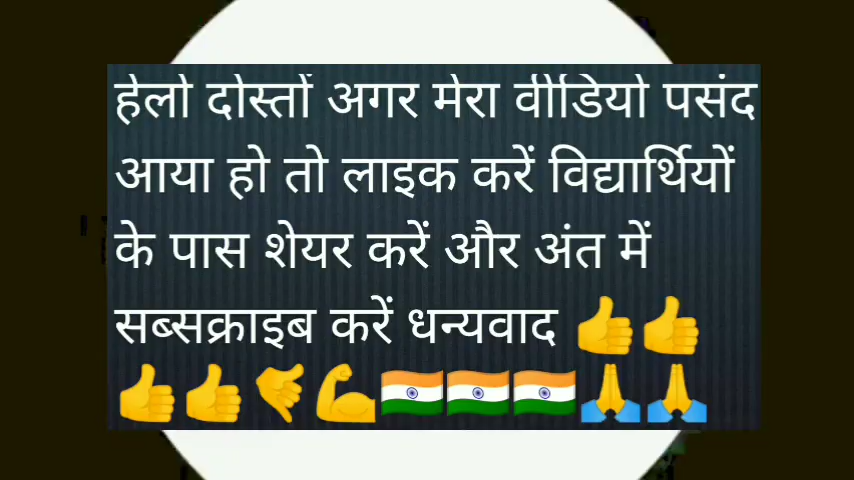 हेलो दोस्तों अगर मेरा वीडियो पसंद
आया हो तो लाइक करें विद्यार्थियों
के पास शेयर करें और अंत में
सब्सक्राइब करें धन्यवाद 👍👍
👍👍🤙💪🇮🇳🇮🇳🇮🇳🙏🙏